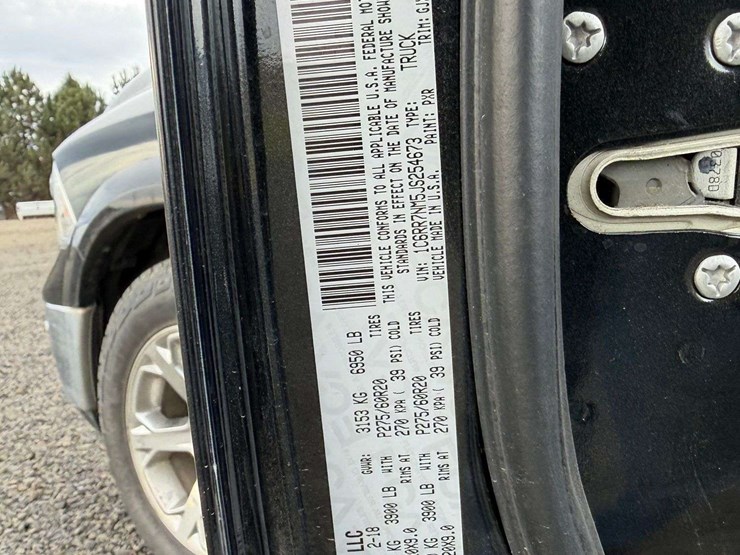 LLC
2-18
GVWR: 3153 KG 6950 LB
KG 3900 LB WITH P275/60R20 TIRES
20X9.0 RIMS AT 270 KPA ( 39 PSI) COLD
KG 3900 LB WITH P275/60R20 TIRES
20X9.0 RIMS AT 270 KPA ( 39 PSI) COLD
THIS VEHICLE CONFORMS TO ALL APPLICABLE U.S.A. FEDERAL MOT
STANDARDS IN EFFECT ON THE DATE OF MANUFACTURE SHOW
VIN: 1C6RR7NM5JS254673 TYPE: TRUCK
VEHICLE MADE IN U.S.A. PAINT: PXR TRIM: GJ